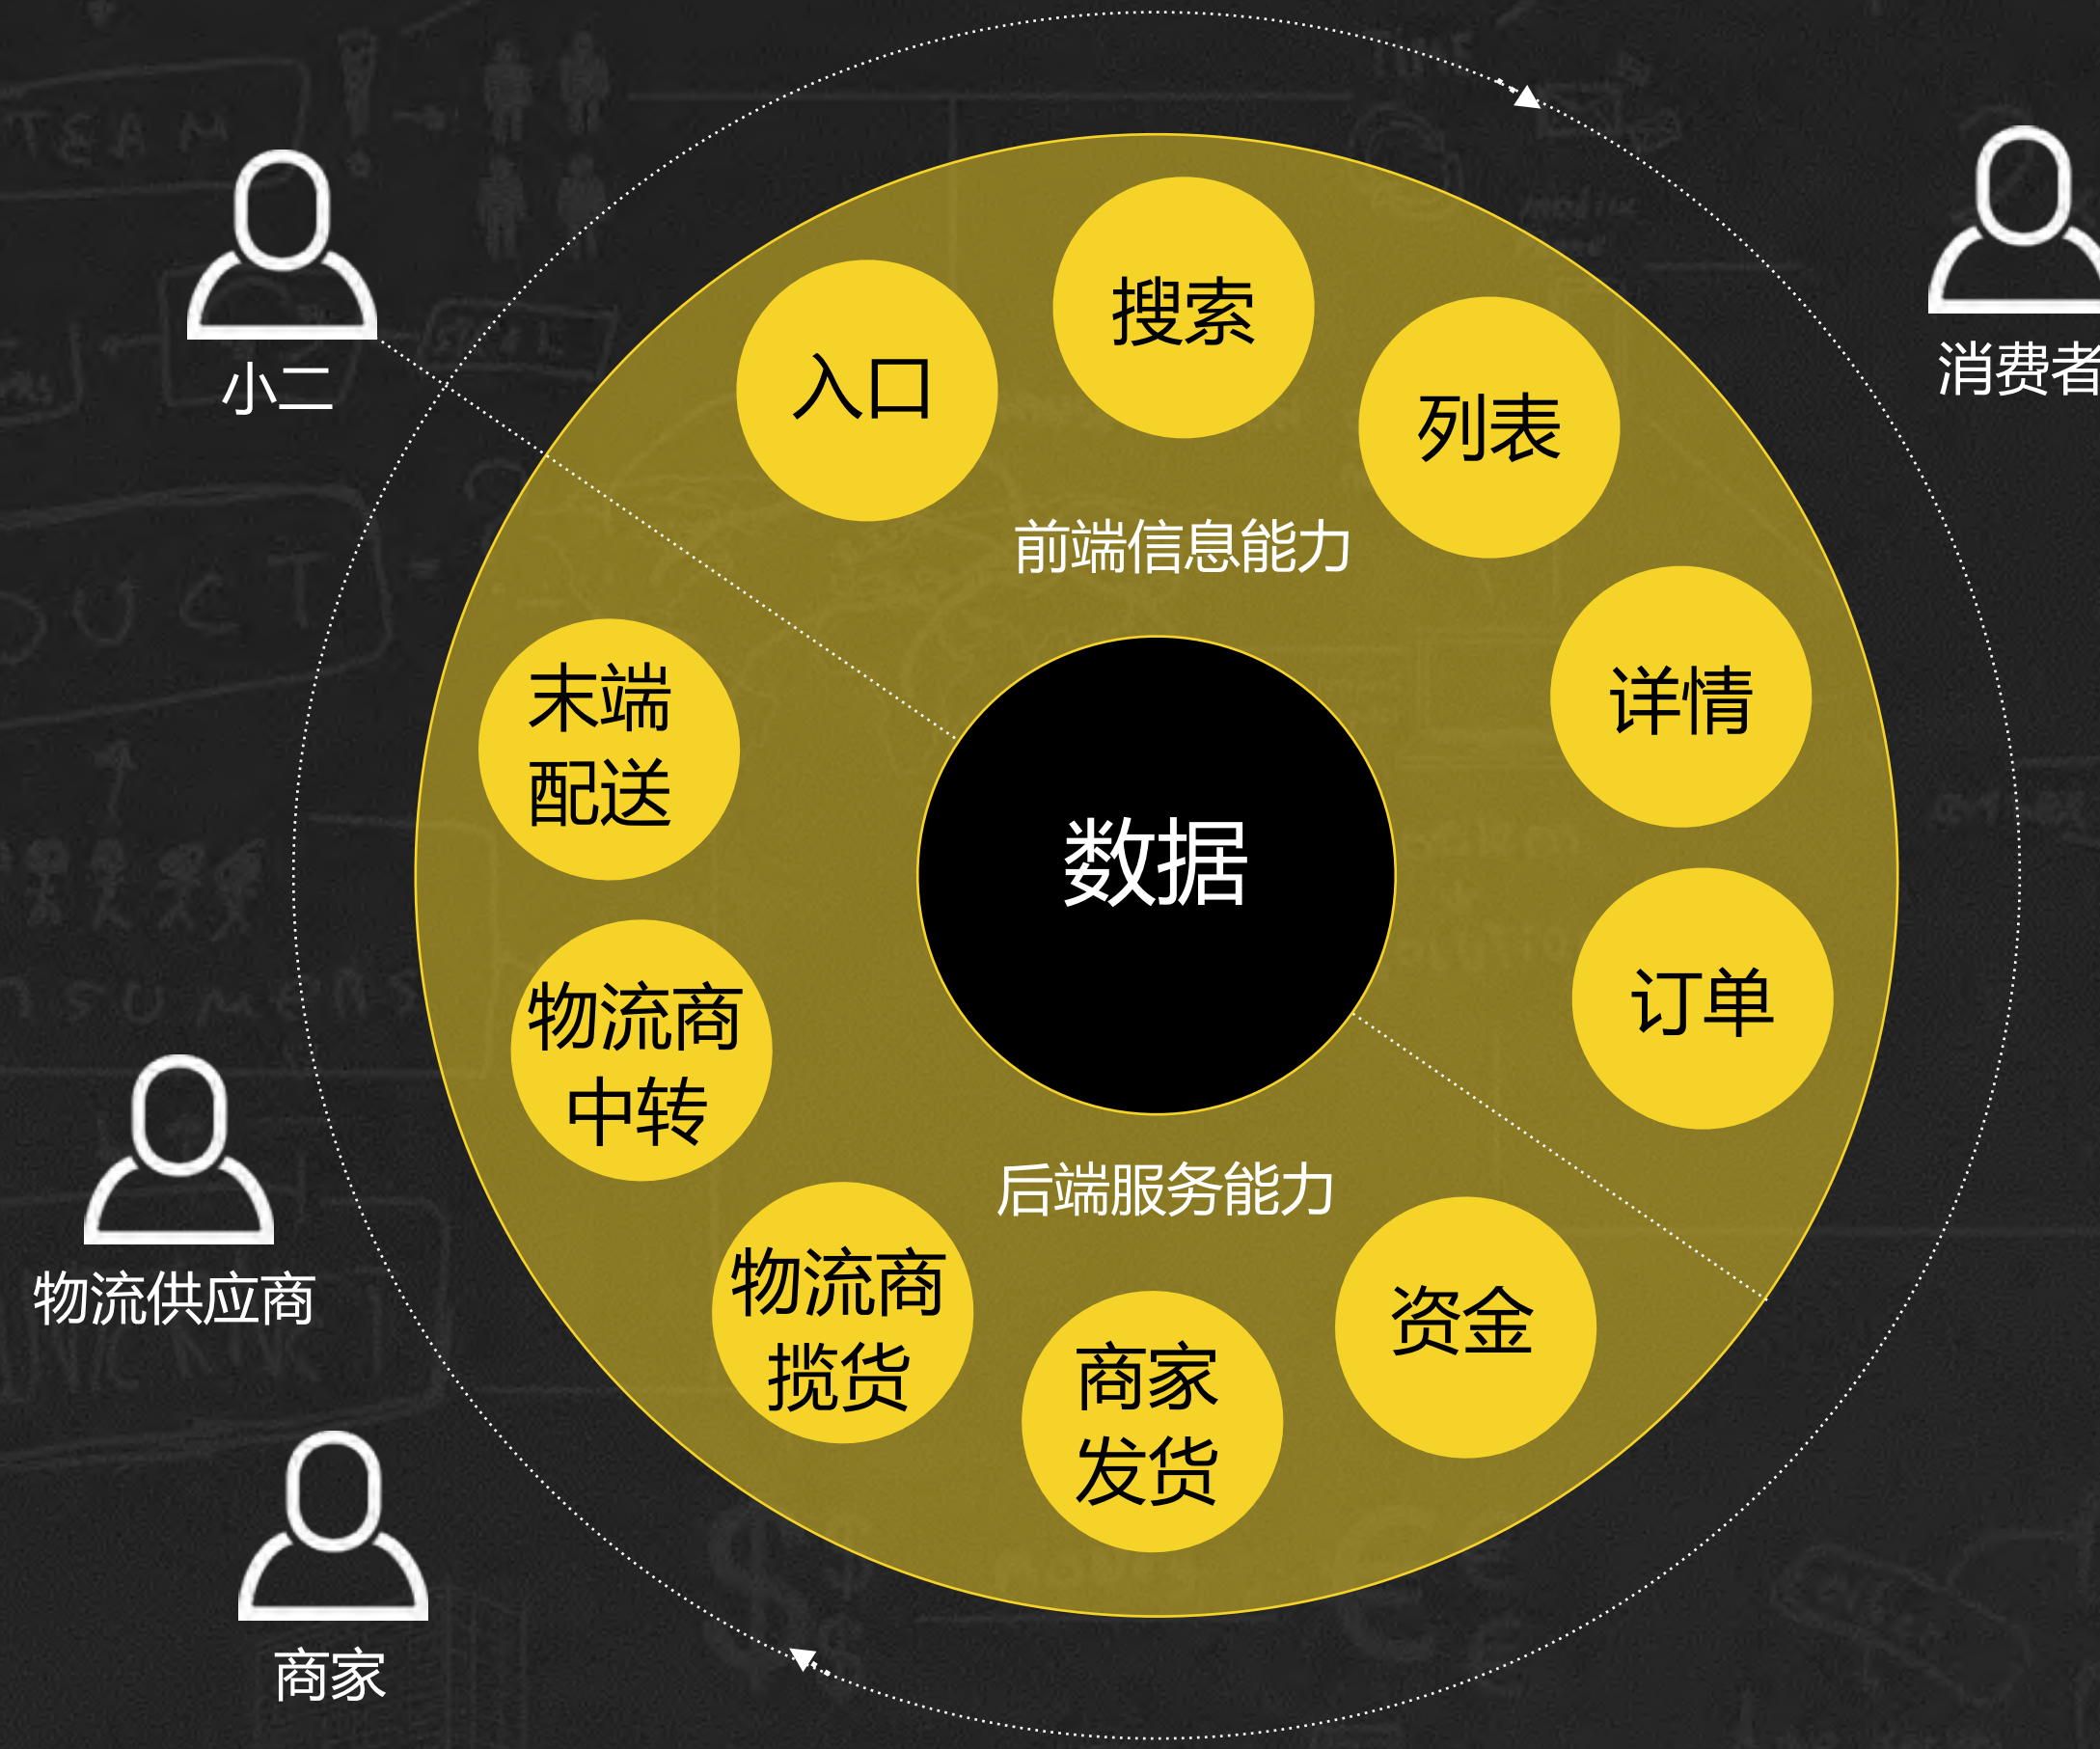 小二
消费者
入口
搜索
列表
前端信息能力
详情
末端
配送
数据
订单
物流商
中转
后端服务能力
物流商
揽货
资金
商家
发货
物流供应商
商家
TEAM